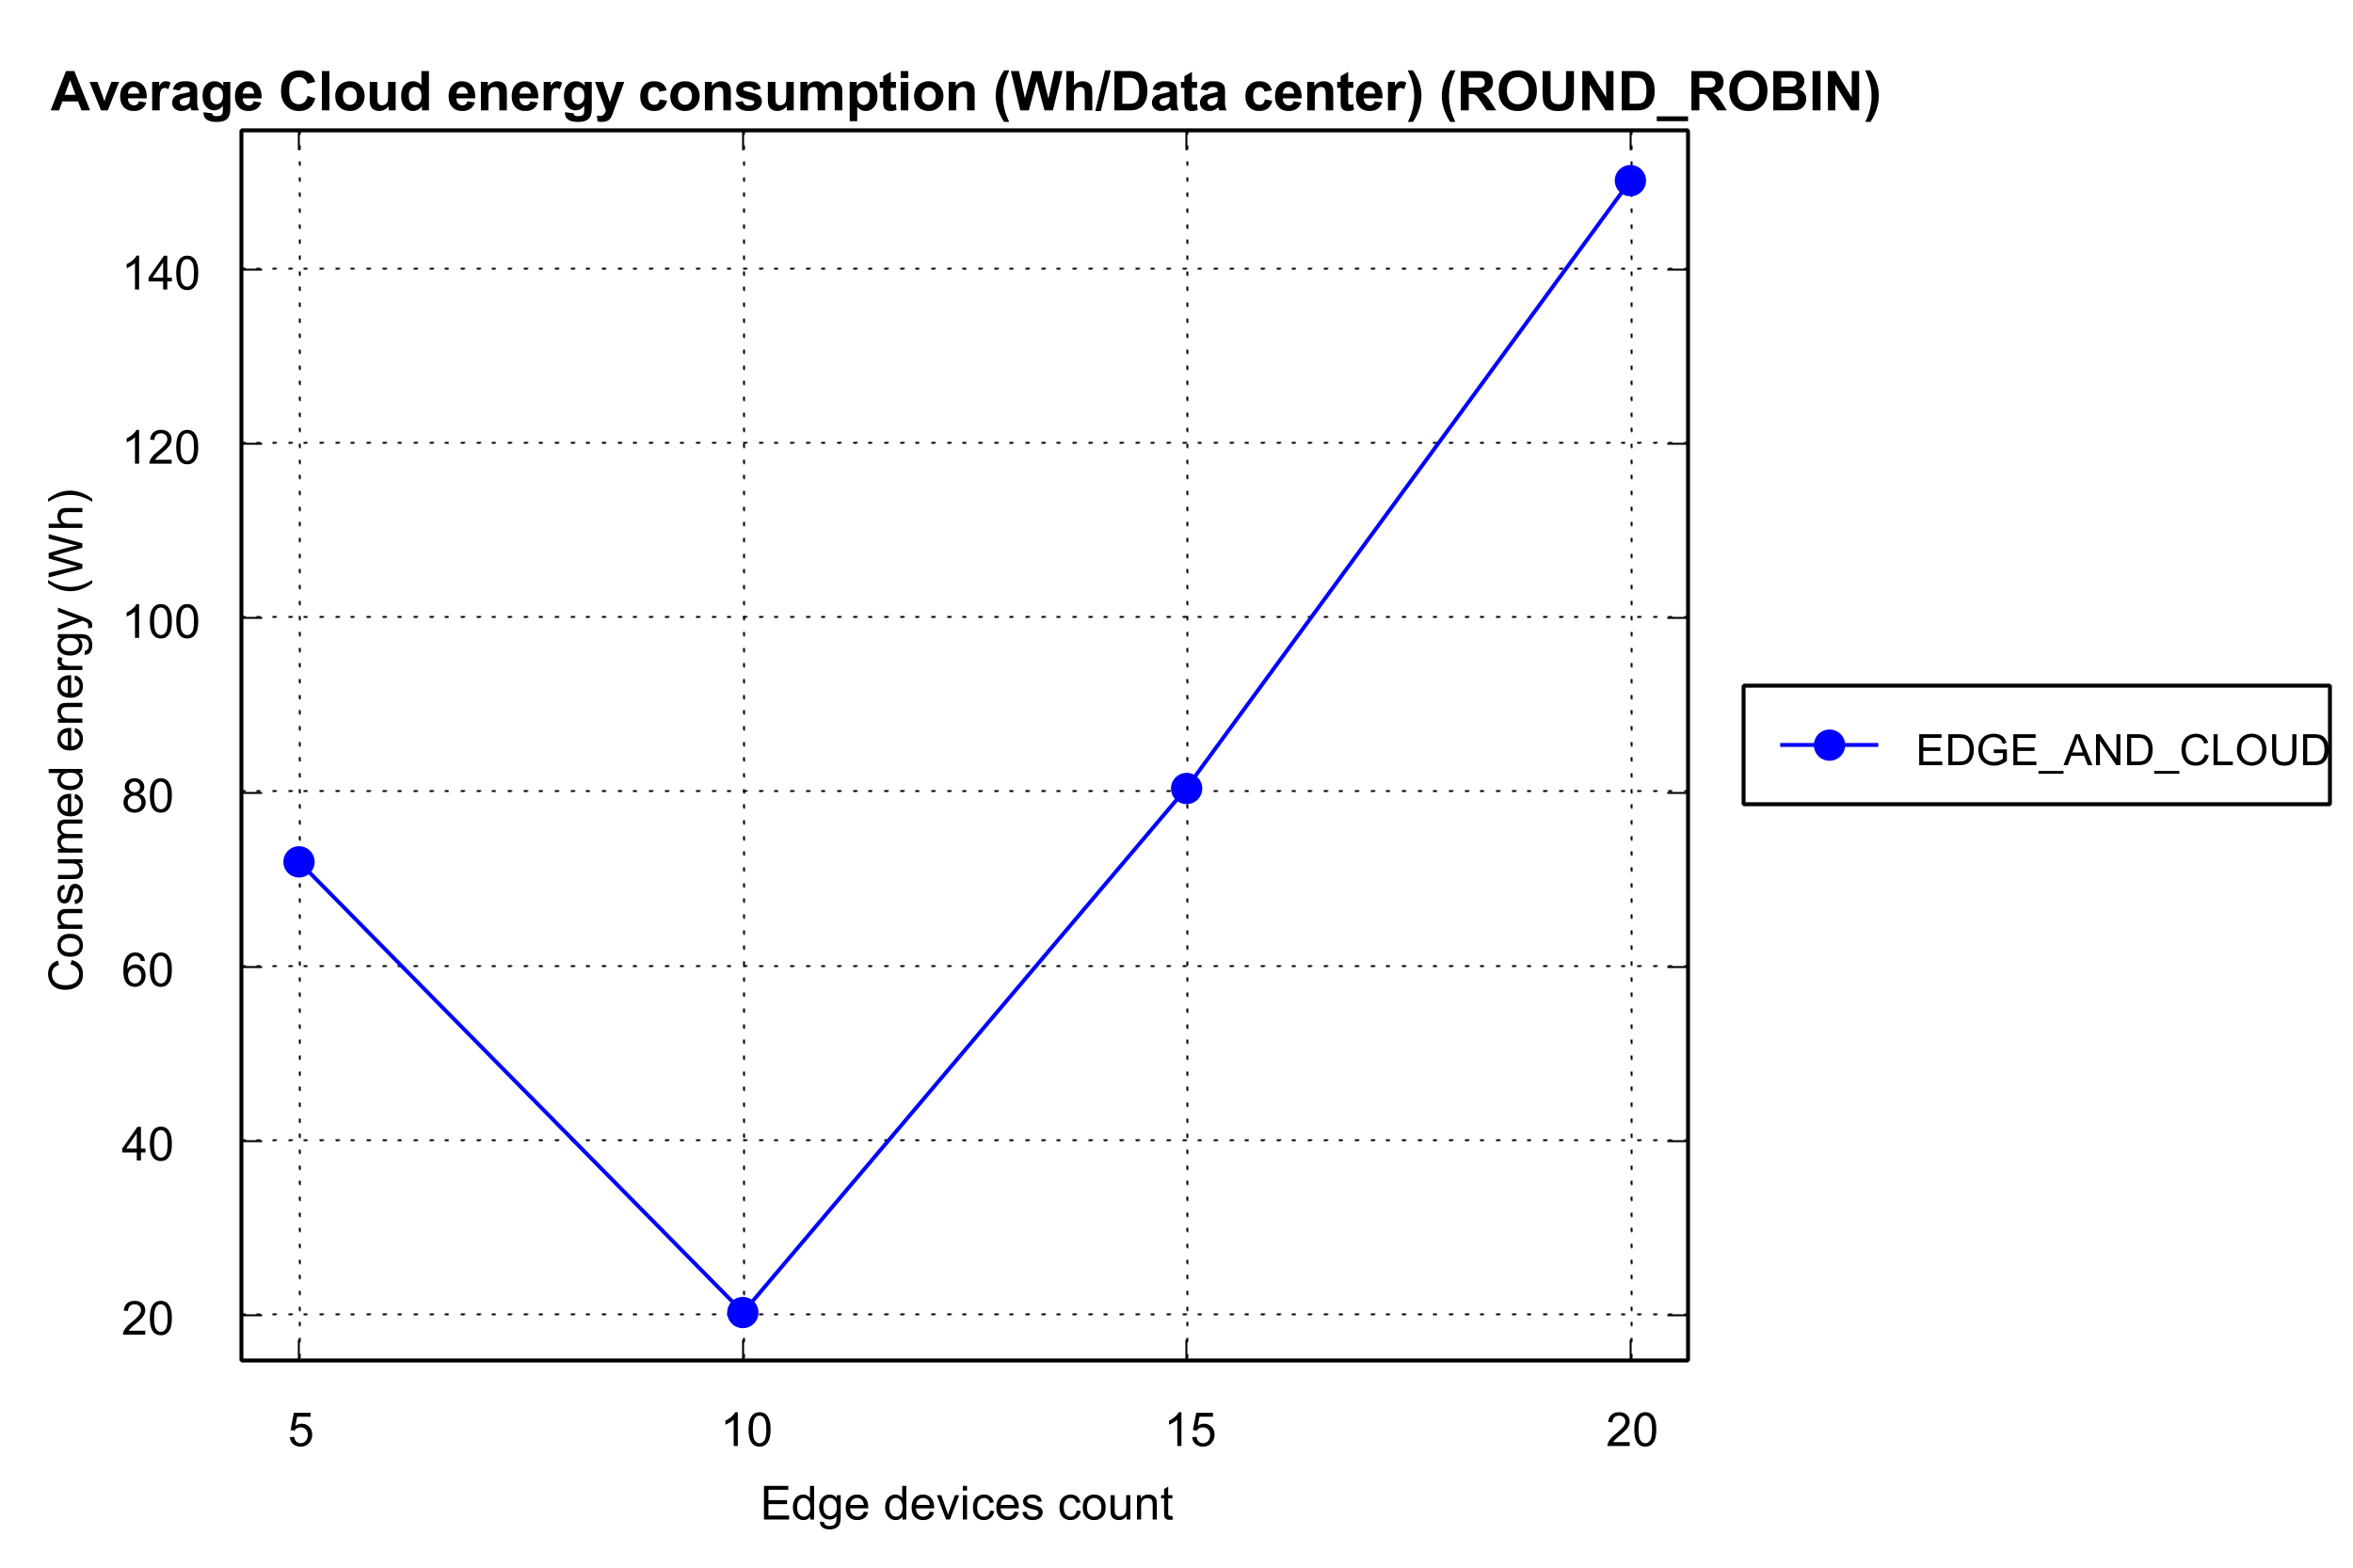 Average Cloud energy consumption (Wh/Data center) (ROUND_ROBIN)
140
120
100
80
60
40
20
Consumed energy (Wh)
EDGE_AND_CLOUD
5 10 15 20
Edge devices count